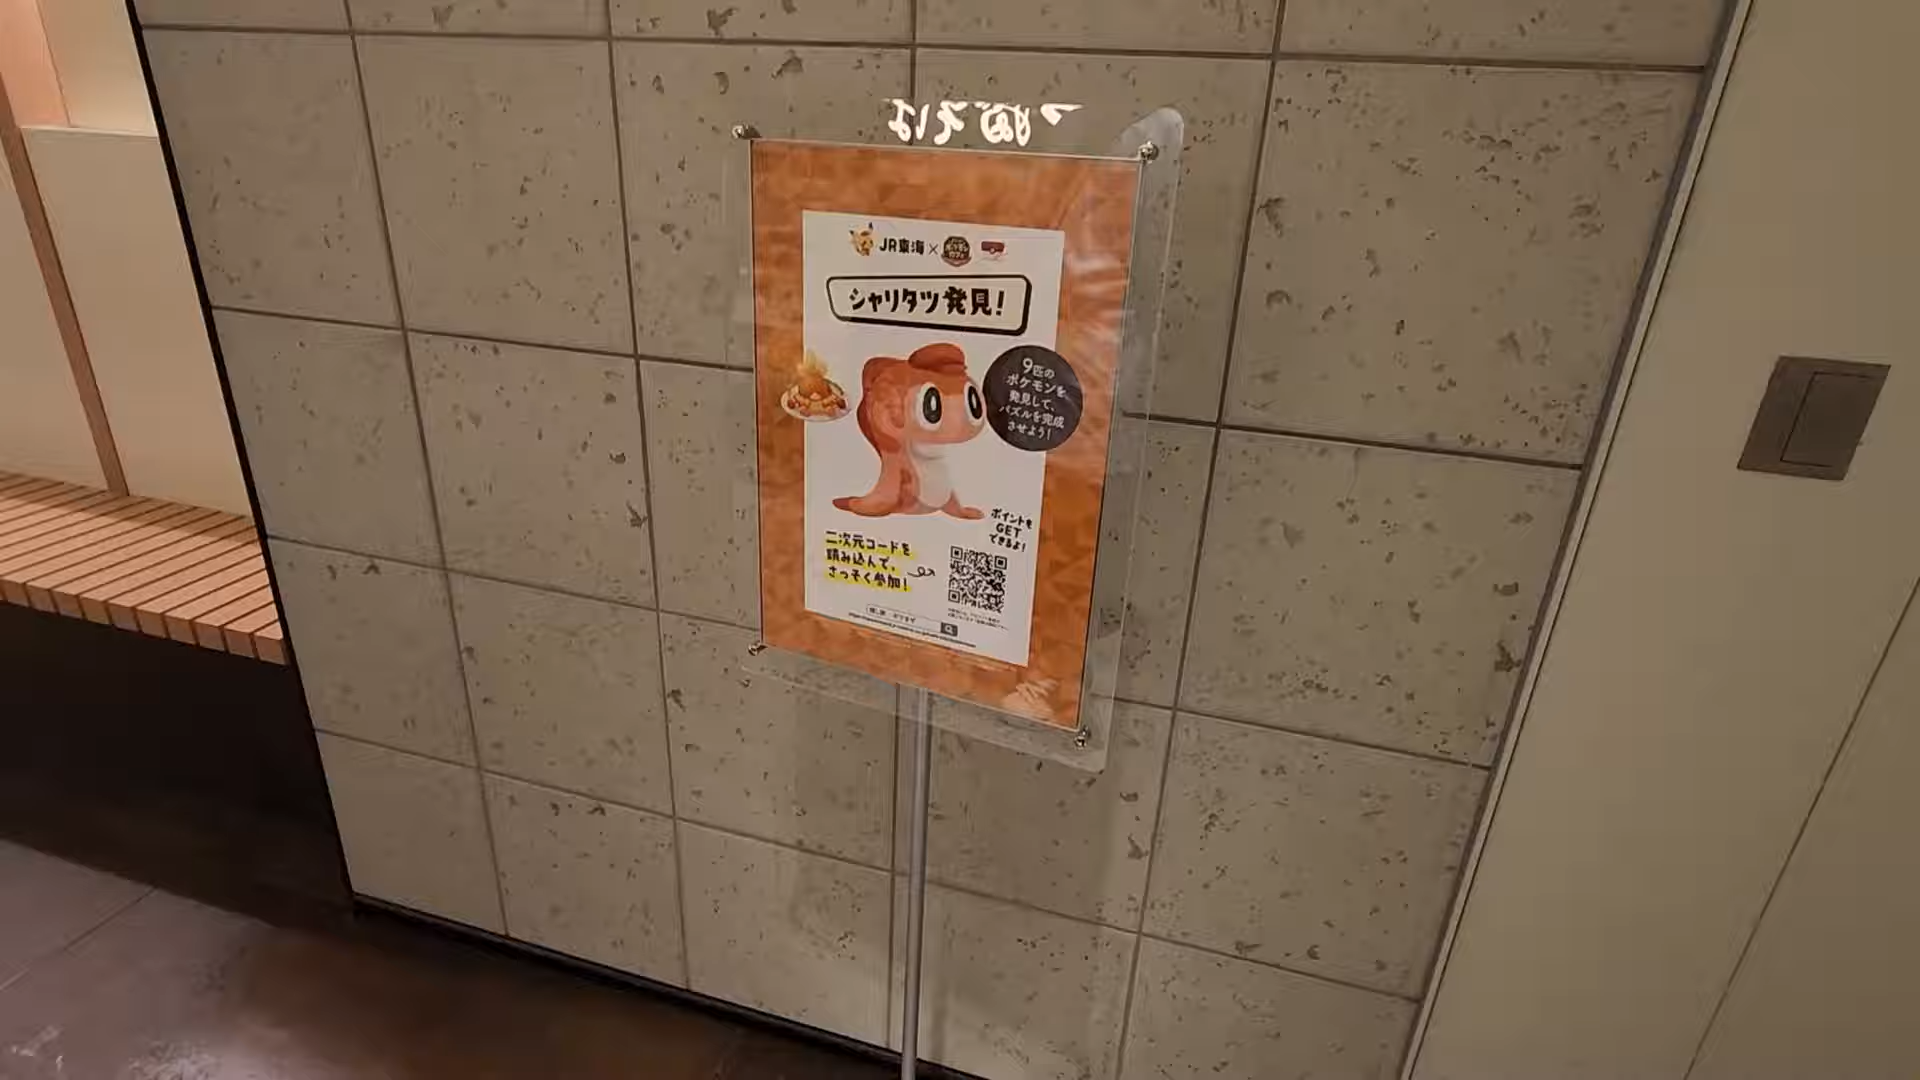 JR東海×
シャリタツ発見!
9匹の
ポケモンを
発見して、
パズルを完成
させよう!
ポイントも
GET
できるよ!
二次元コードを
読み込んで、
さっそく参加!